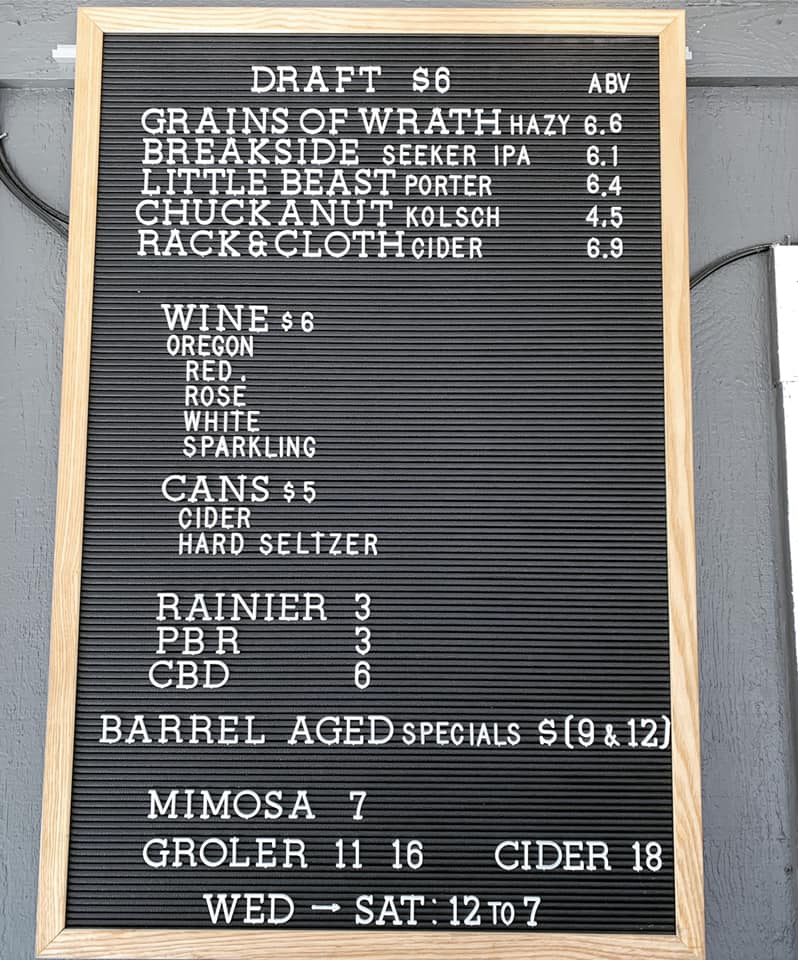 DRAFT $6 ABV
GRAINS OF WRATH HAZY 6.6
BREAKSIDE SEEKER IPA 6.1
LITTLE BEAST PORTER 6.4
CHUCKANUT KOLSCH 4.5
RACK & CLOTH CIDER 6.9
WINE $6
OREGON
RED.
ROSE
WHITE
SPARKLING
CANS $5
CIDER
HARD SELTZER
RAINIER 3
PBR 3
CBD 6
BARREL AGED SPECIALS $(9 & 12)
MIMOSA 7
GROLER 11 16 CIDER 18
WED → SAT: 12 TO 7